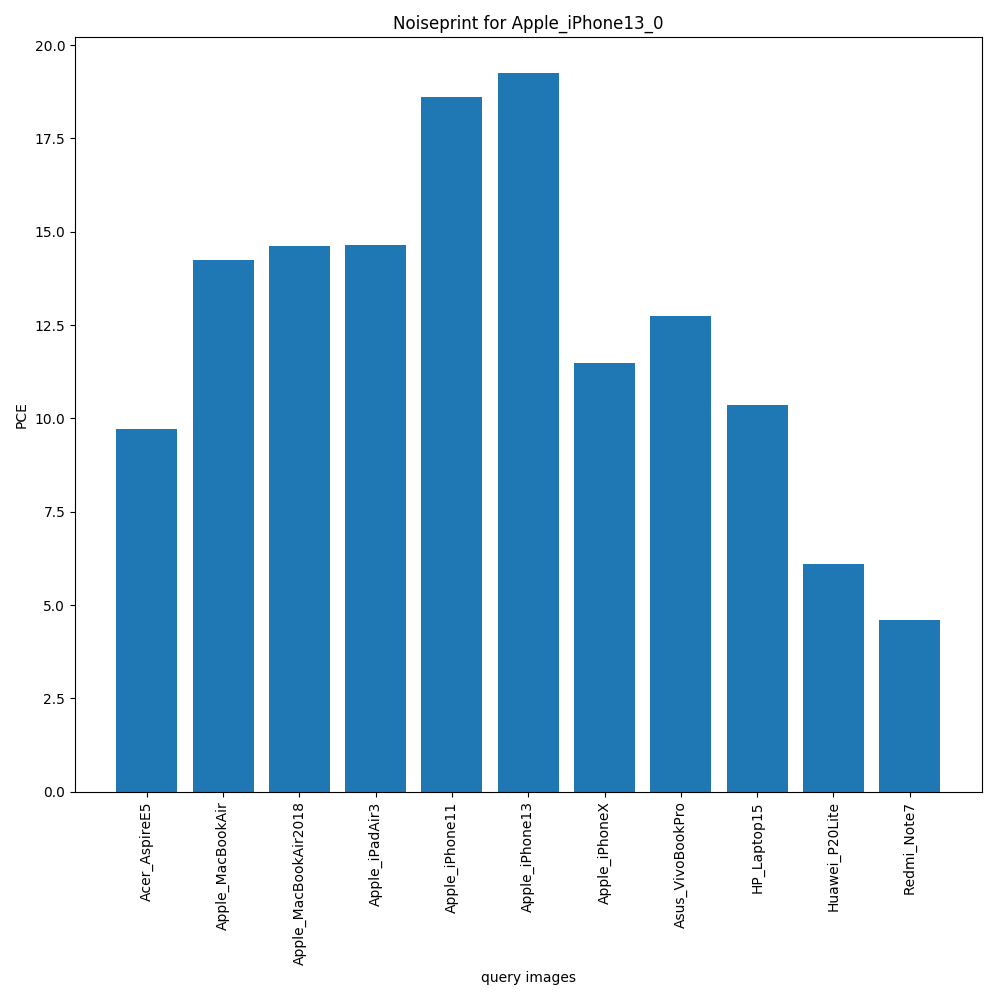 Noiseprint for Apple_iPhone13_0
PCE
20.0
17.5
15.0
12.5
10.0
7.5
5.0
2.5
0.0
Acer_AspireE5
Apple_MacBookAir
Apple_MacBookAir2018
Apple_iPadAir3
Apple_iPhone11
Apple_iPhone13
Apple_iPhoneX
Asus_VivoBookPro
HP_Laptop15
Huawei_P20Lite
Redmi_Note7
query images